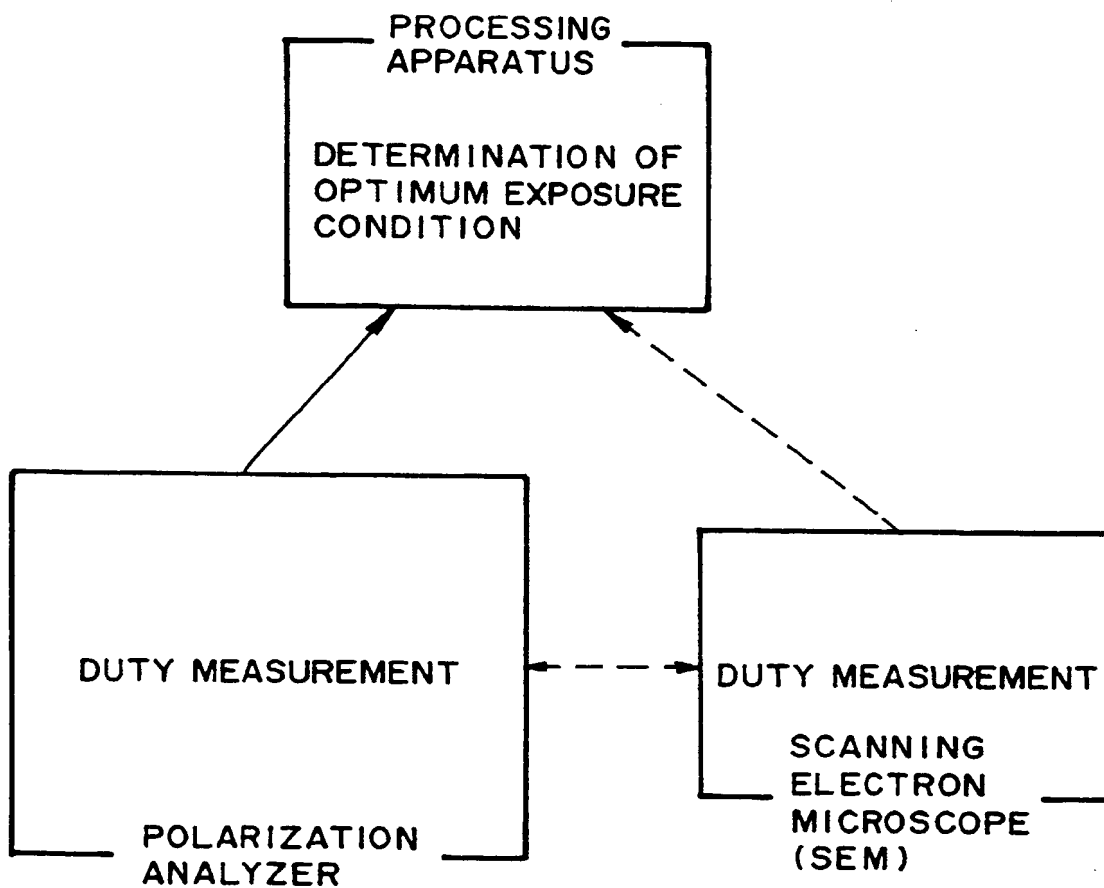 PROCESSING
APPARATUS
DETERMINATION OF
OPTIMUM EXPOSURE
CONDITION
DUTY MEASUREMENT
POLARIZATION
ANALYZER
DUTY MEASUREMENT
SCANNING
ELECTRON
MICROSCOPE
(SEM)